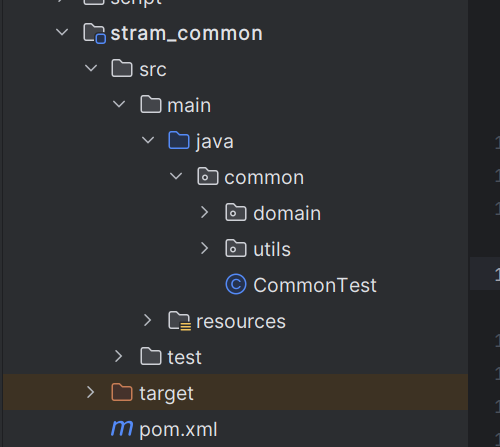 script
stram_common
src
main
java
common
domain
utils
C CommonTest
resources
test
target
m pom.xml